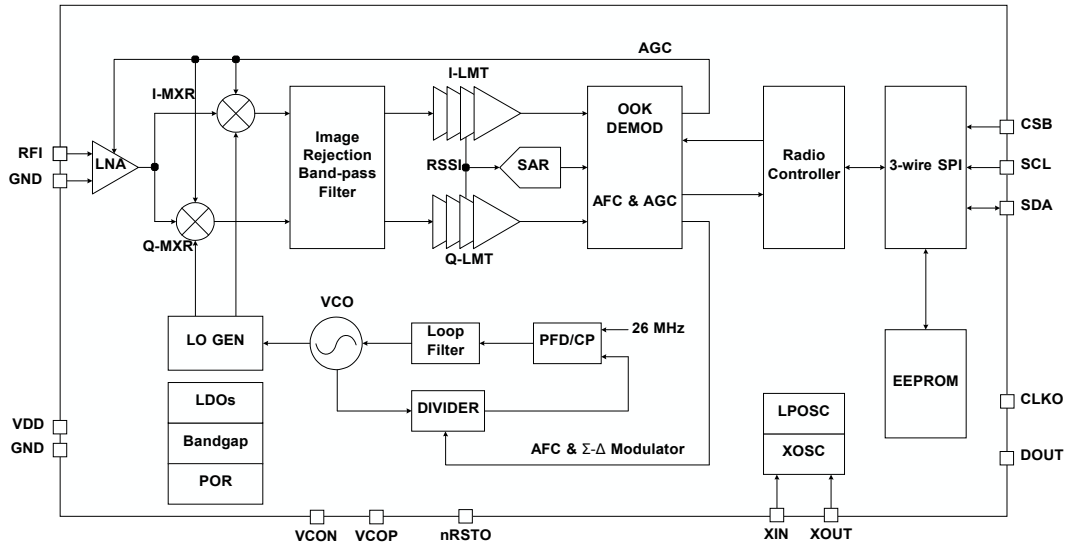 AGC
I-LMT
I-MXR
OOK
DEMOD
CSB
RFI
LNA
Image
Rejection
Band-pass
Filter
RSSI
SAR
Radio
Controller
3-wire SPI
SCL
GND
AFC & AGC
SDA
Q-MXR
Q-LMT
VCO
LO GEN
Loop
Filter
PFD/CP
26 MHz
EEPROM
LDOs
DIVIDER
LPOSC
CLKO
VDD
Bandgap
AFC & Σ-Δ Modulator
XOSC
GND
DOUT
POR
VCON
VCOP
nRSTO
XIN
XOUT